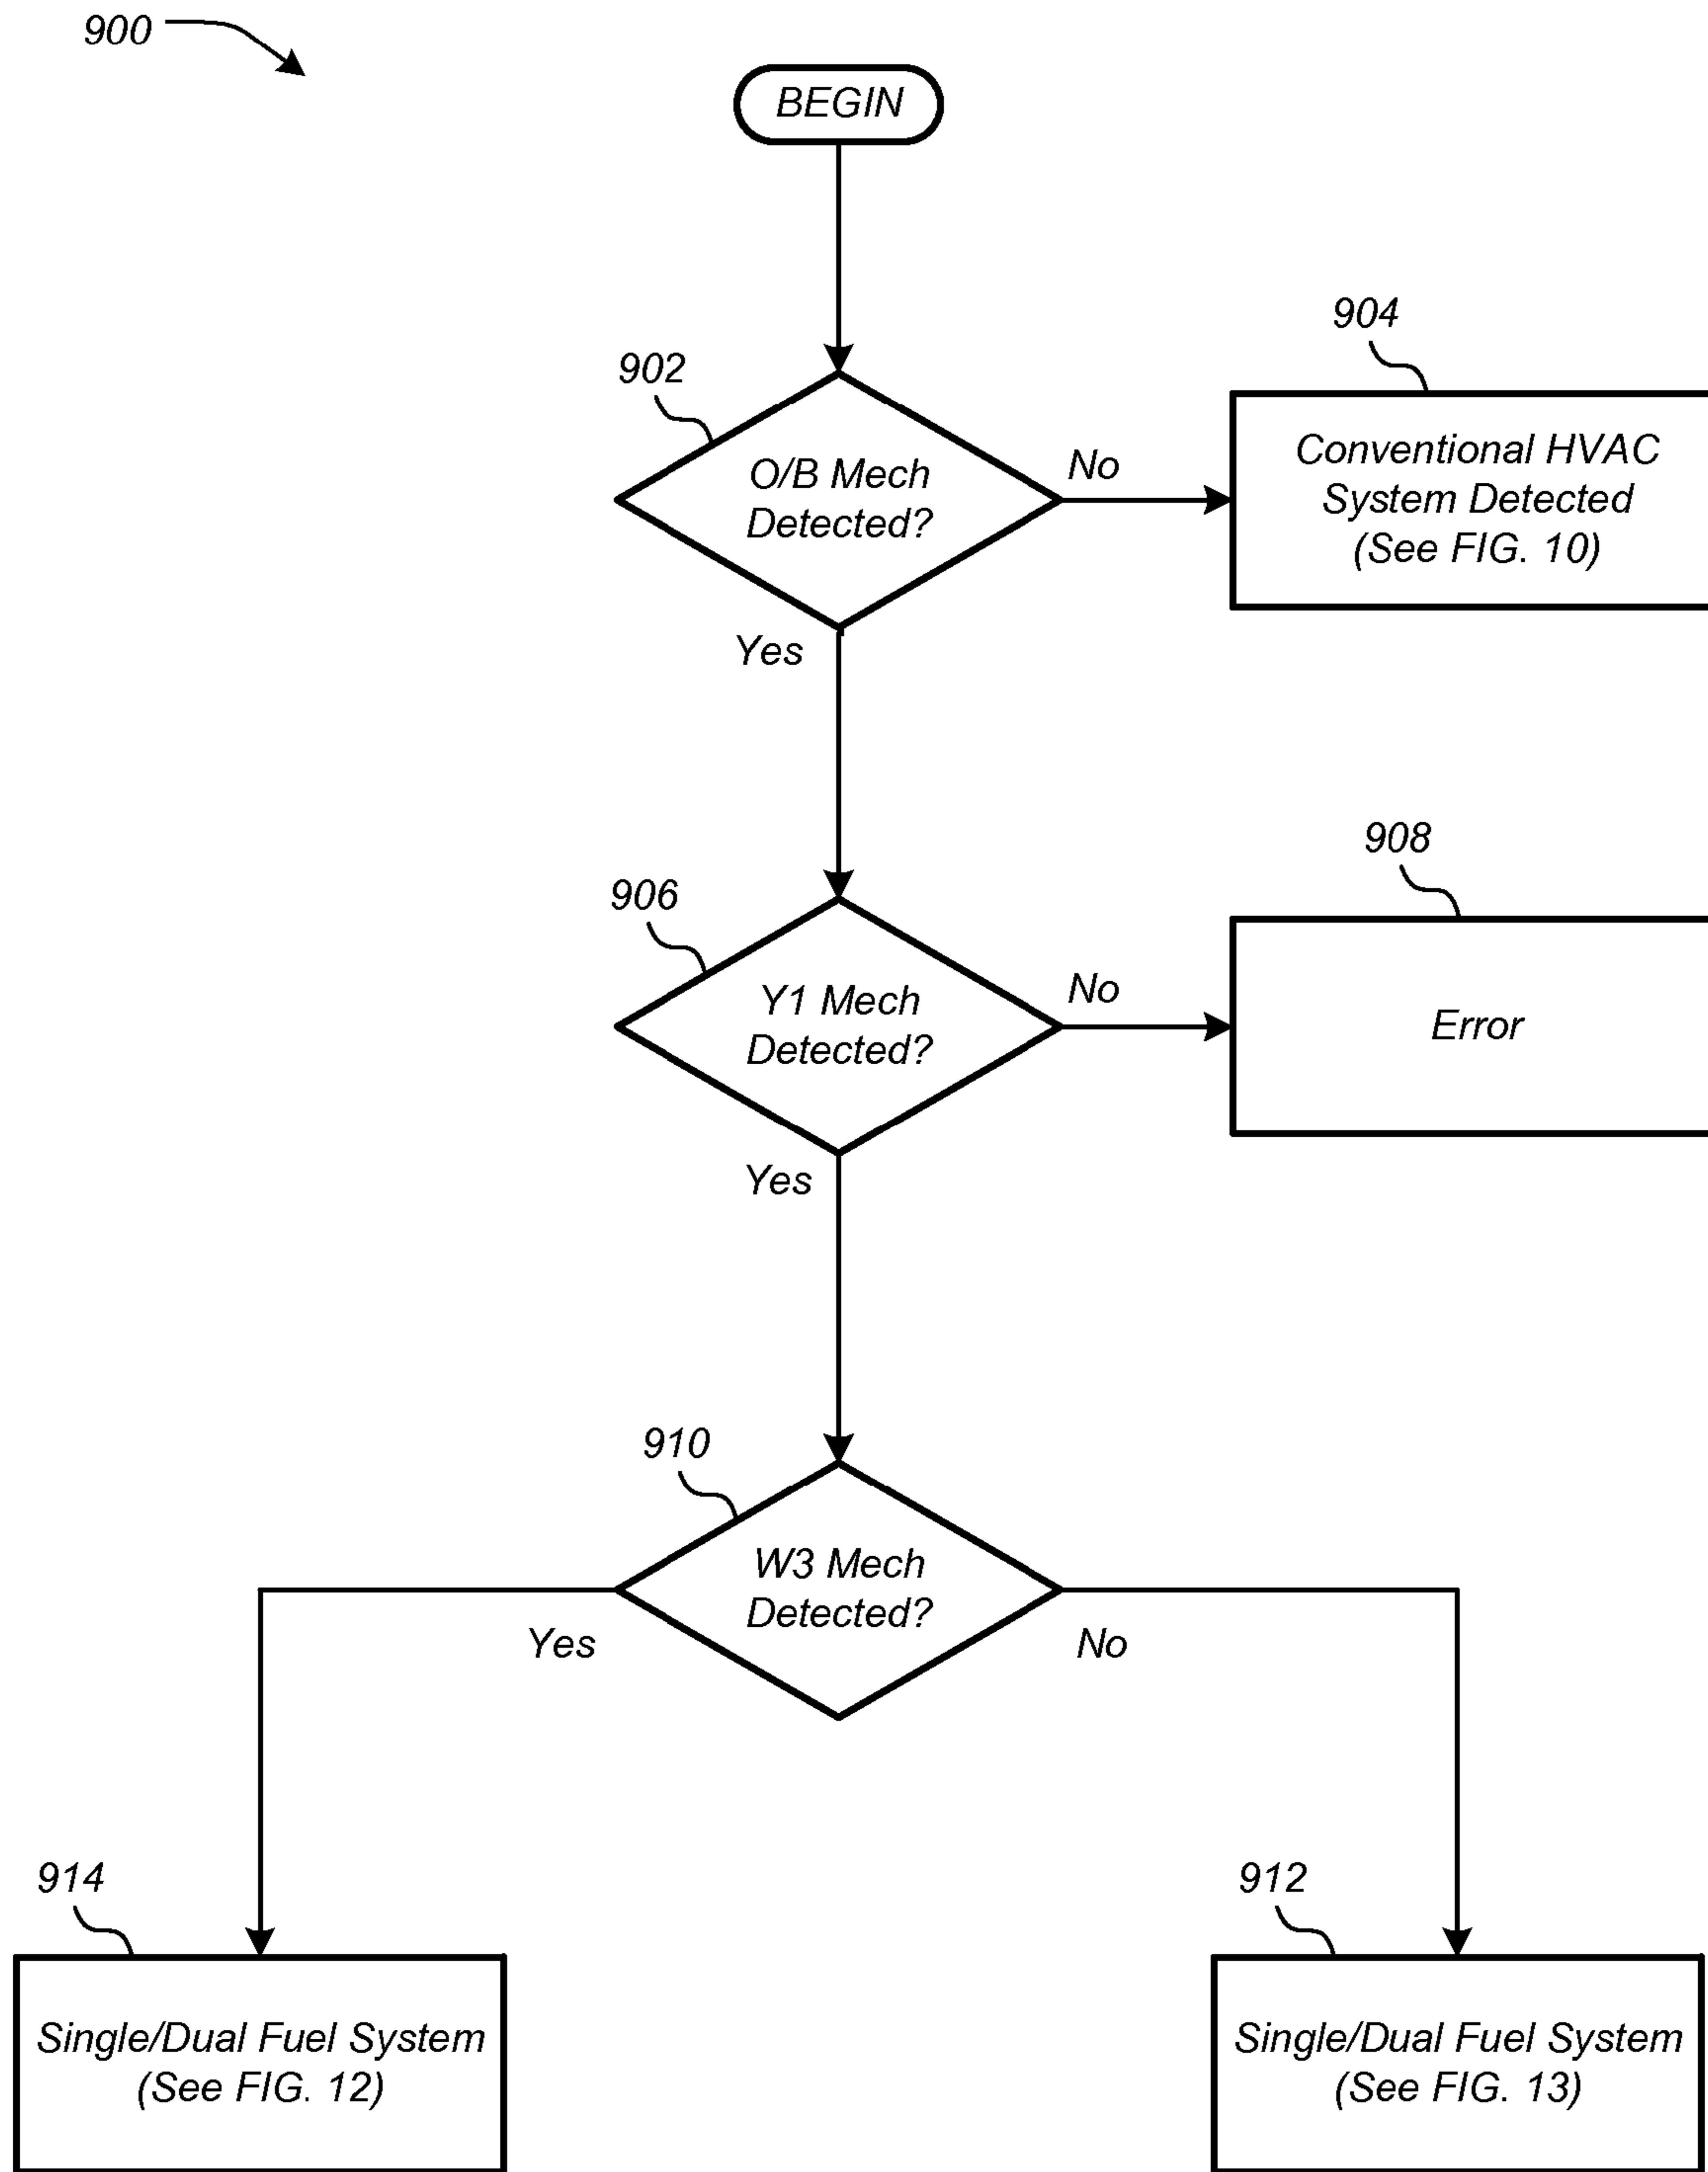 900
BEGIN
902
O/B Mech
Detected?
No
904
Conventional HVAC
System Detected
(See FIG. 10)
Yes
906
Y1 Mech
Detected?
No
908
Error
Yes
910
W3 Mech
Detected?
Yes
No
914
Single/Dual Fuel System
(See FIG. 12)
912
Single/Dual Fuel System
(See FIG. 13)